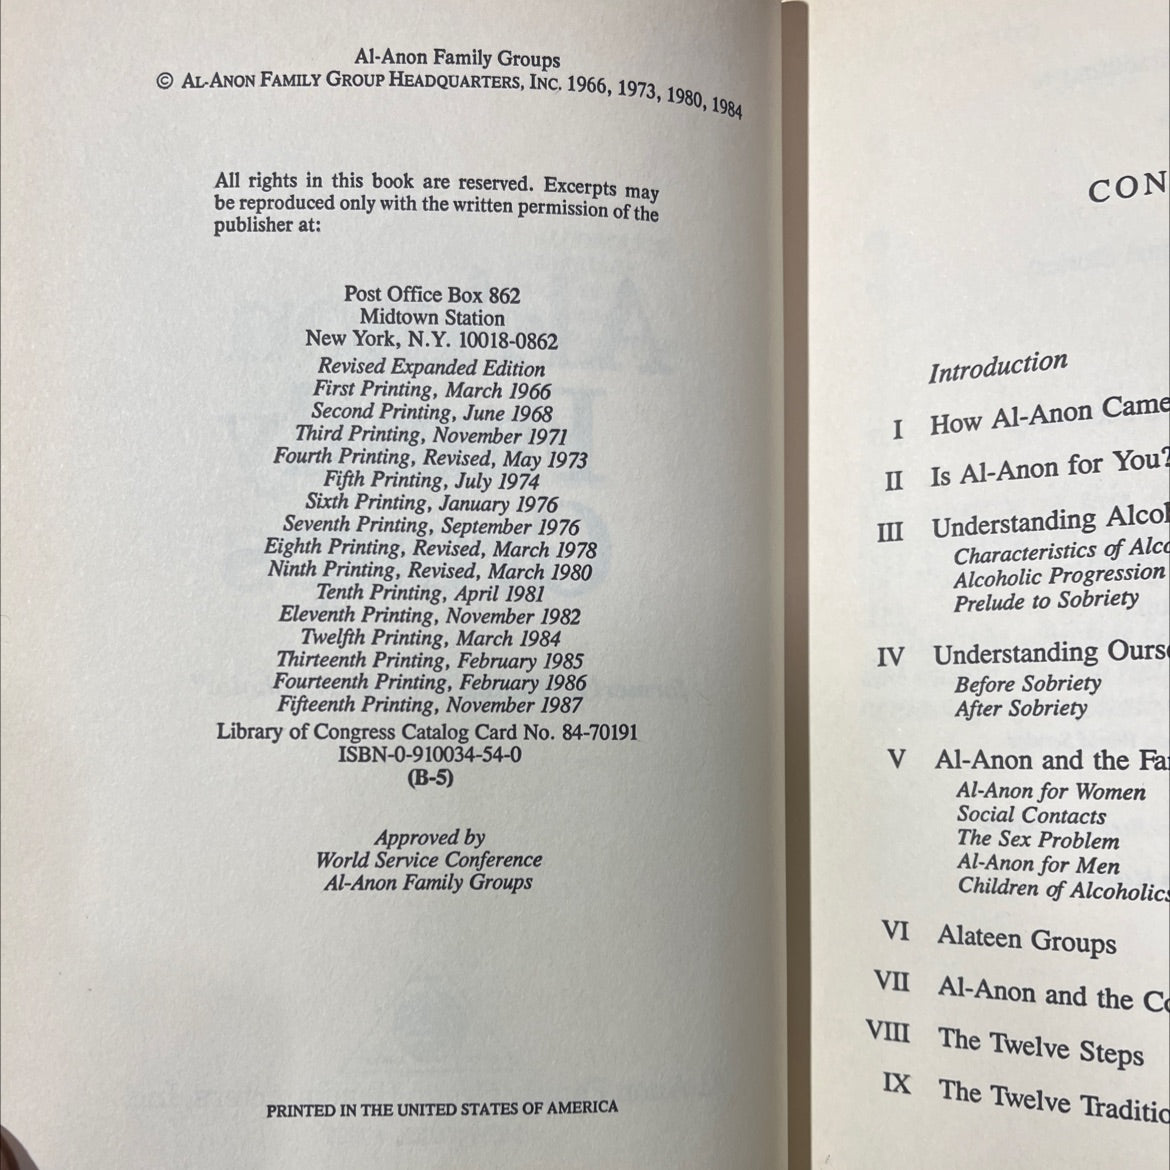 Al-Anon Family Groups
© AL-ANON FAMILY GROUP HEADQUARTERS, INC. 1966, 1973, 1980, 1984
All rights in this book are reserved. Excerpts may
be reproduced only with the written permission of the
publisher at:
Post Office Box 862
Midtown Station
New York, N.Y. 10018-0862
Revised Expanded Edition
First Printing, March 1966
Second Printing, June 1968
Third Printing, November 1971
Fourth Printing, Revised, May 1973
Fifth Printing, July 1974
Sixth Printing, January 1976
Seventh Printing, September 1976
Eighth Printing, Revised, March 1978
Ninth Printing, Revised, March 1980
Tenth Printing, April 1981
Eleventh Printing, November 1982
Twelfth Printing, March 1984
Thirteenth Printing, February 1985
Fourteenth Printing, February 1986
Fifteenth Printing, November 1987
Library of Congress Catalog Card No. 84-70191
ISBN-0-910034-54-0
(B-5)
Approved by
World Service Conference
Al-Anon Family Groups
PRINTED IN THE UNITED STATES OF AMERICA
CON
Introduction
I How Al-Anon Came
II Is Al-Anon for You?
III Understanding Alcoh
Characteristics of Alco
Alcoholic Progression
Prelude to Sobriety
IV Understanding Ourse
Before Sobriety
After Sobriety
V Al-Anon and the Fa
Al-Anon for Women
Social Contacts
The Sex Problem
Al-Anon for Men
Children of Alcoholics
VI Alateen Groups
VII Al-Anon and the Co
VIII The Twelve Steps
IX The Twelve Traditio